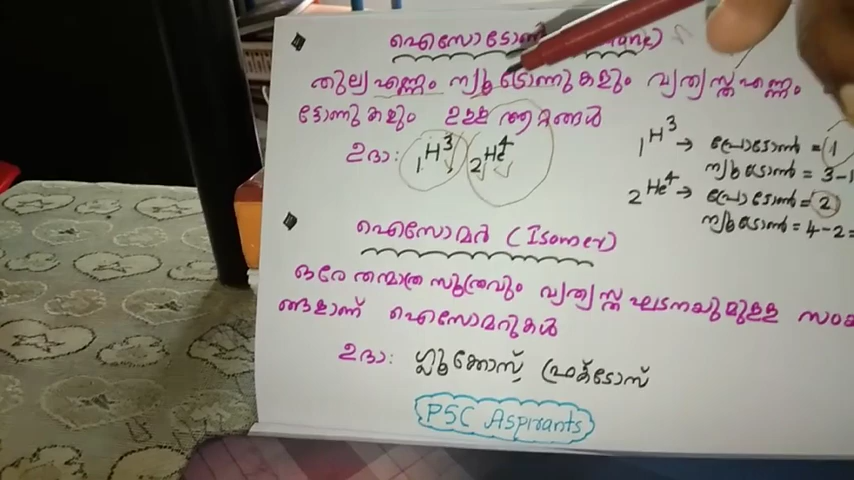 ഐസോടോൺ
തുല്യ എണ്ണം ന്യൂട്രോണുകളും വ്യത്യസ്ത എണ്ണം
ട്ടോണുകളും ഉള്ള ആറ്റങ്ങൾ
ഉദാ: ₁H³ ₂He⁴
₁H³ → പ്രോട്ടോൺ = 1
ന്യൂട്രോൺ = 3-1
₂He⁴ → പ്രോട്ടോൺ = 2
ന്യൂട്രോൺ = 4-2=
ഐസോമർ (Isomer)
ഒരേ തന്മാത്ര സൂത്രവും വ്യത്യസ്ത ഘടനയുമുള്ള
ങ്ങളാണ് ഐസോമറുകൾ
ഉദാ: ഗ്ലൂക്കോസ്, ഫ്രക്ടോസ്
PSC Aspirants